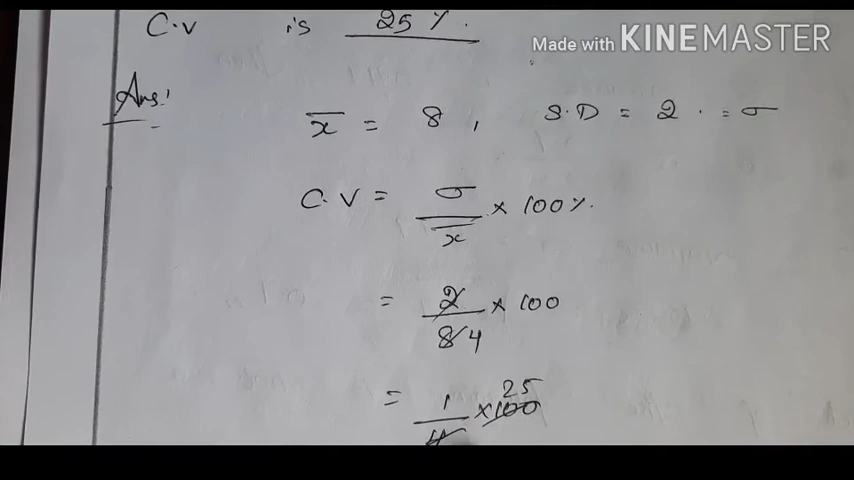 C.V is 25%.
Made with KINEMASTER
Ans:
x̅ = 8, S.D = 2. = σ
C.V = σ/x̅ × 100%.
= 2/8 4 × 100
= 1/4 × 100 25